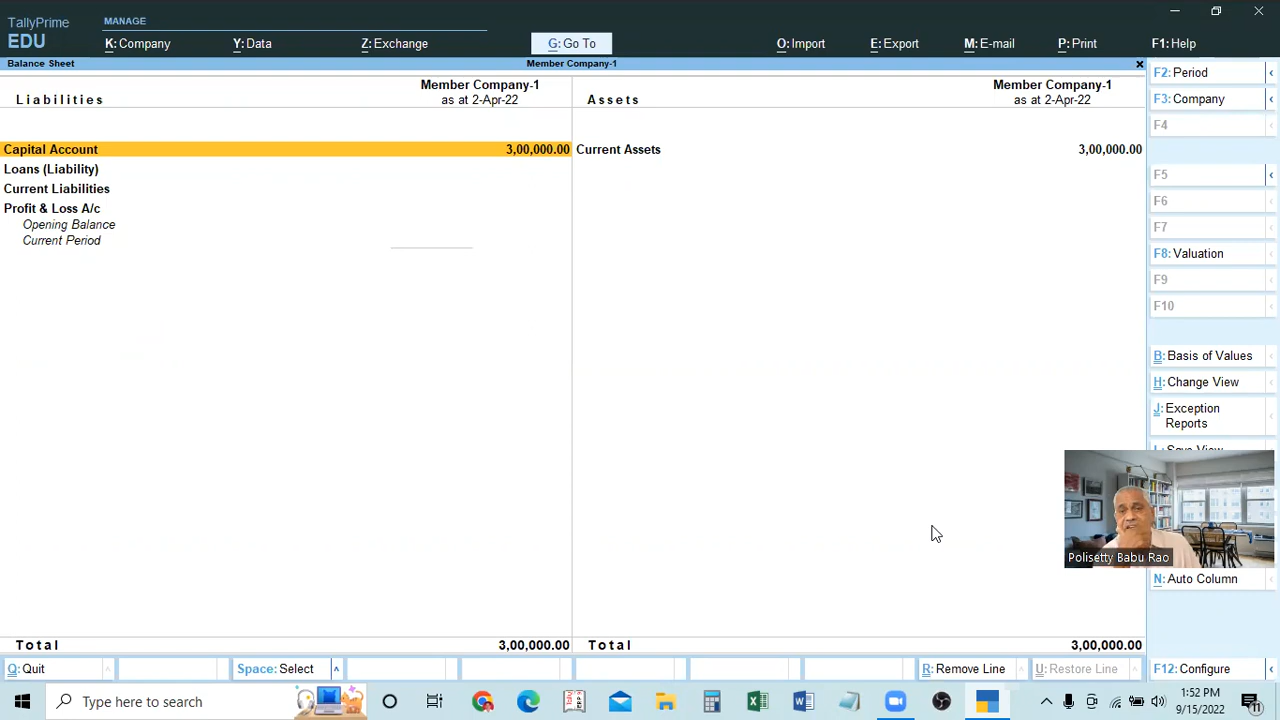 TallyPrime
EDU
MANAGE
K: Company
Y: Data
Z: Exchange
G: Go To
O: Import
E: Export
M: E-mail
P: Print
F1: Help
Balance Sheet
Member Company-1
Liabilities
Member Company-1
as at 2-Apr-22
Assets
Member Company-1
as at 2-Apr-22
Capital Account 3,00,000.00
Loans (Liability)
Current Liabilities
Profit & Loss A/c
Opening Balance
Current Period
Current Assets 3,00,000.00
Total 3,00,000.00
Total 3,00,000.00
F2: Period
F3: Company
F4
F5
F6
F7
F8: Valuation
F9
F10
B: Basis of Values
H: Change View
J: Exception
Reports
L: Save View
Polisetty Babu Rao
N: Auto Column
Q: Quit
Space: Select
R: Remove Line
U: Restore Line
F12: Configure
Type here to search
1:52 PM
9/15/2022
11